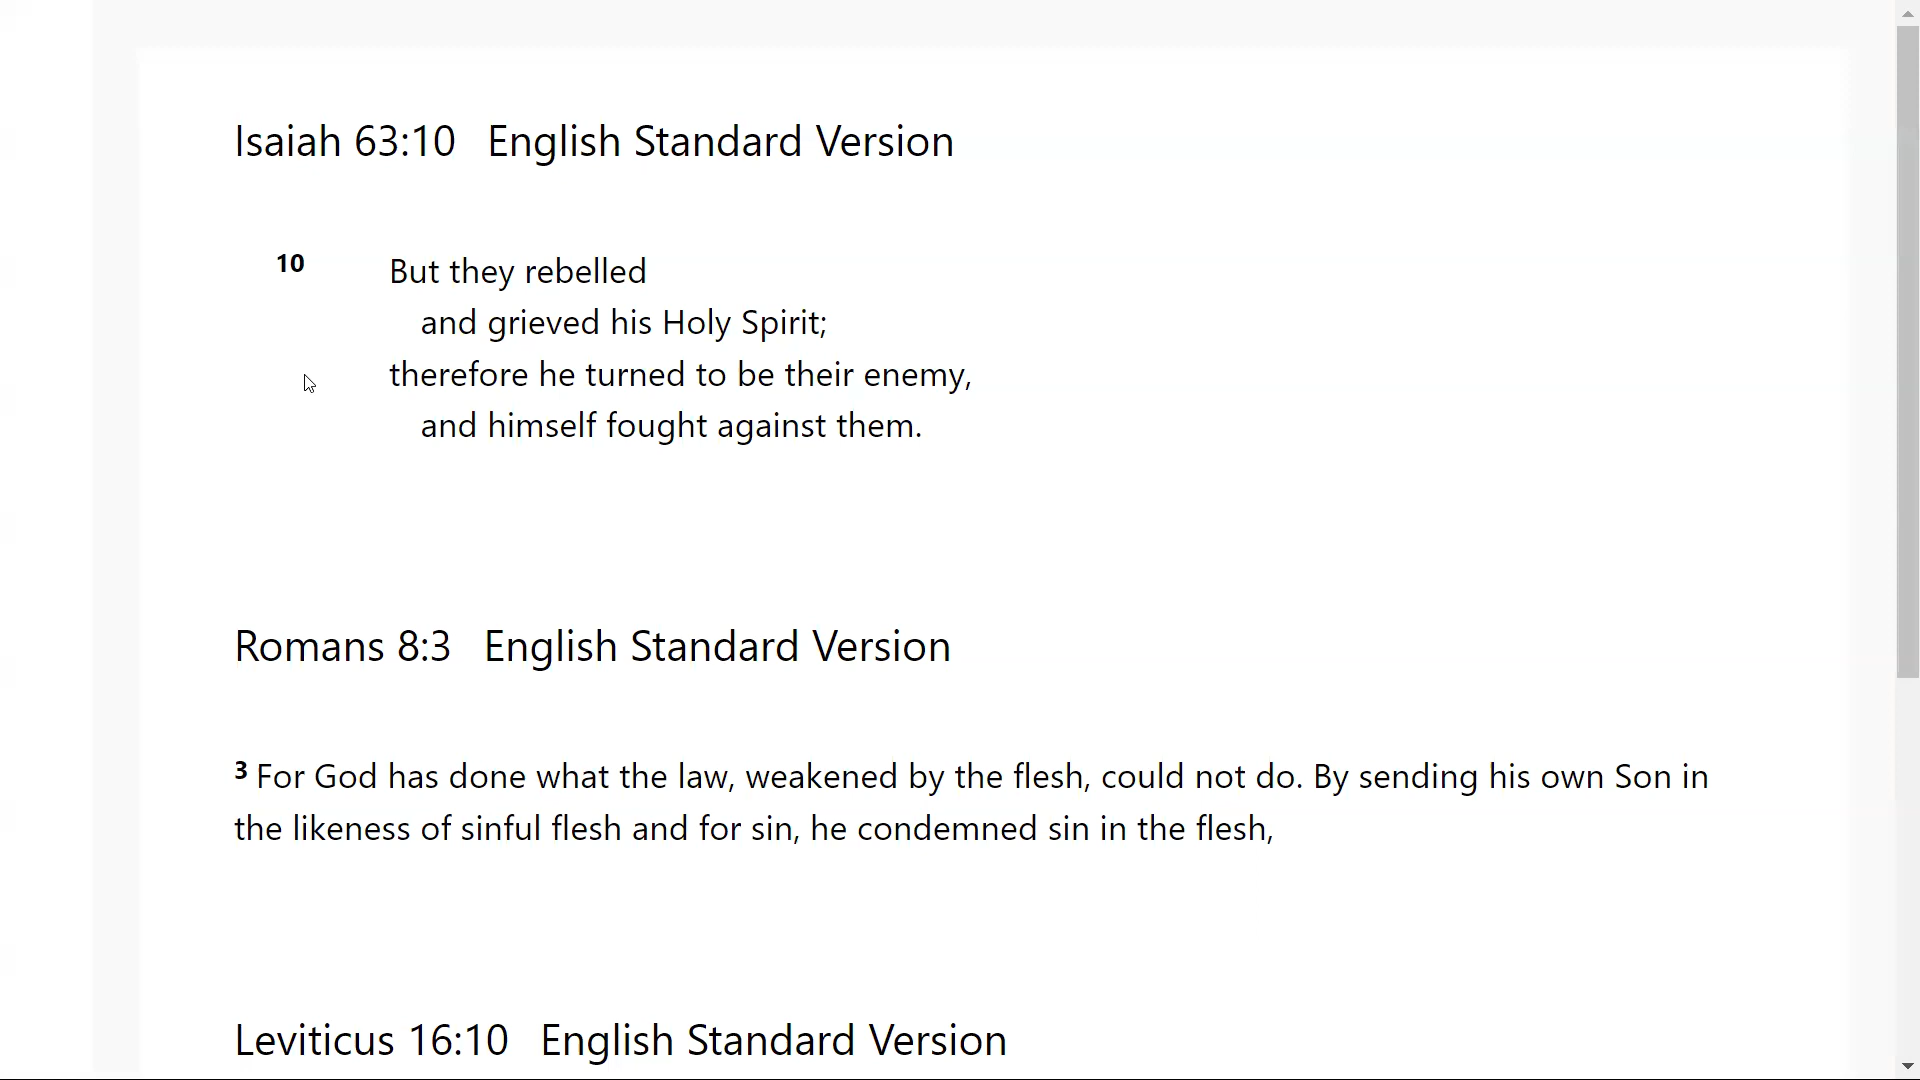 Isaiah 63:10 English Standard Version
10 But they rebelled
and grieved his Holy Spirit;
therefore he turned to be their enemy,
and himself fought against them.
Romans 8:3 English Standard Version
3 For God has done what the law, weakened by the flesh, could not do. By sending his own Son in
the likeness of sinful flesh and for sin, he condemned sin in the flesh,
Leviticus 16:10 English Standard Version